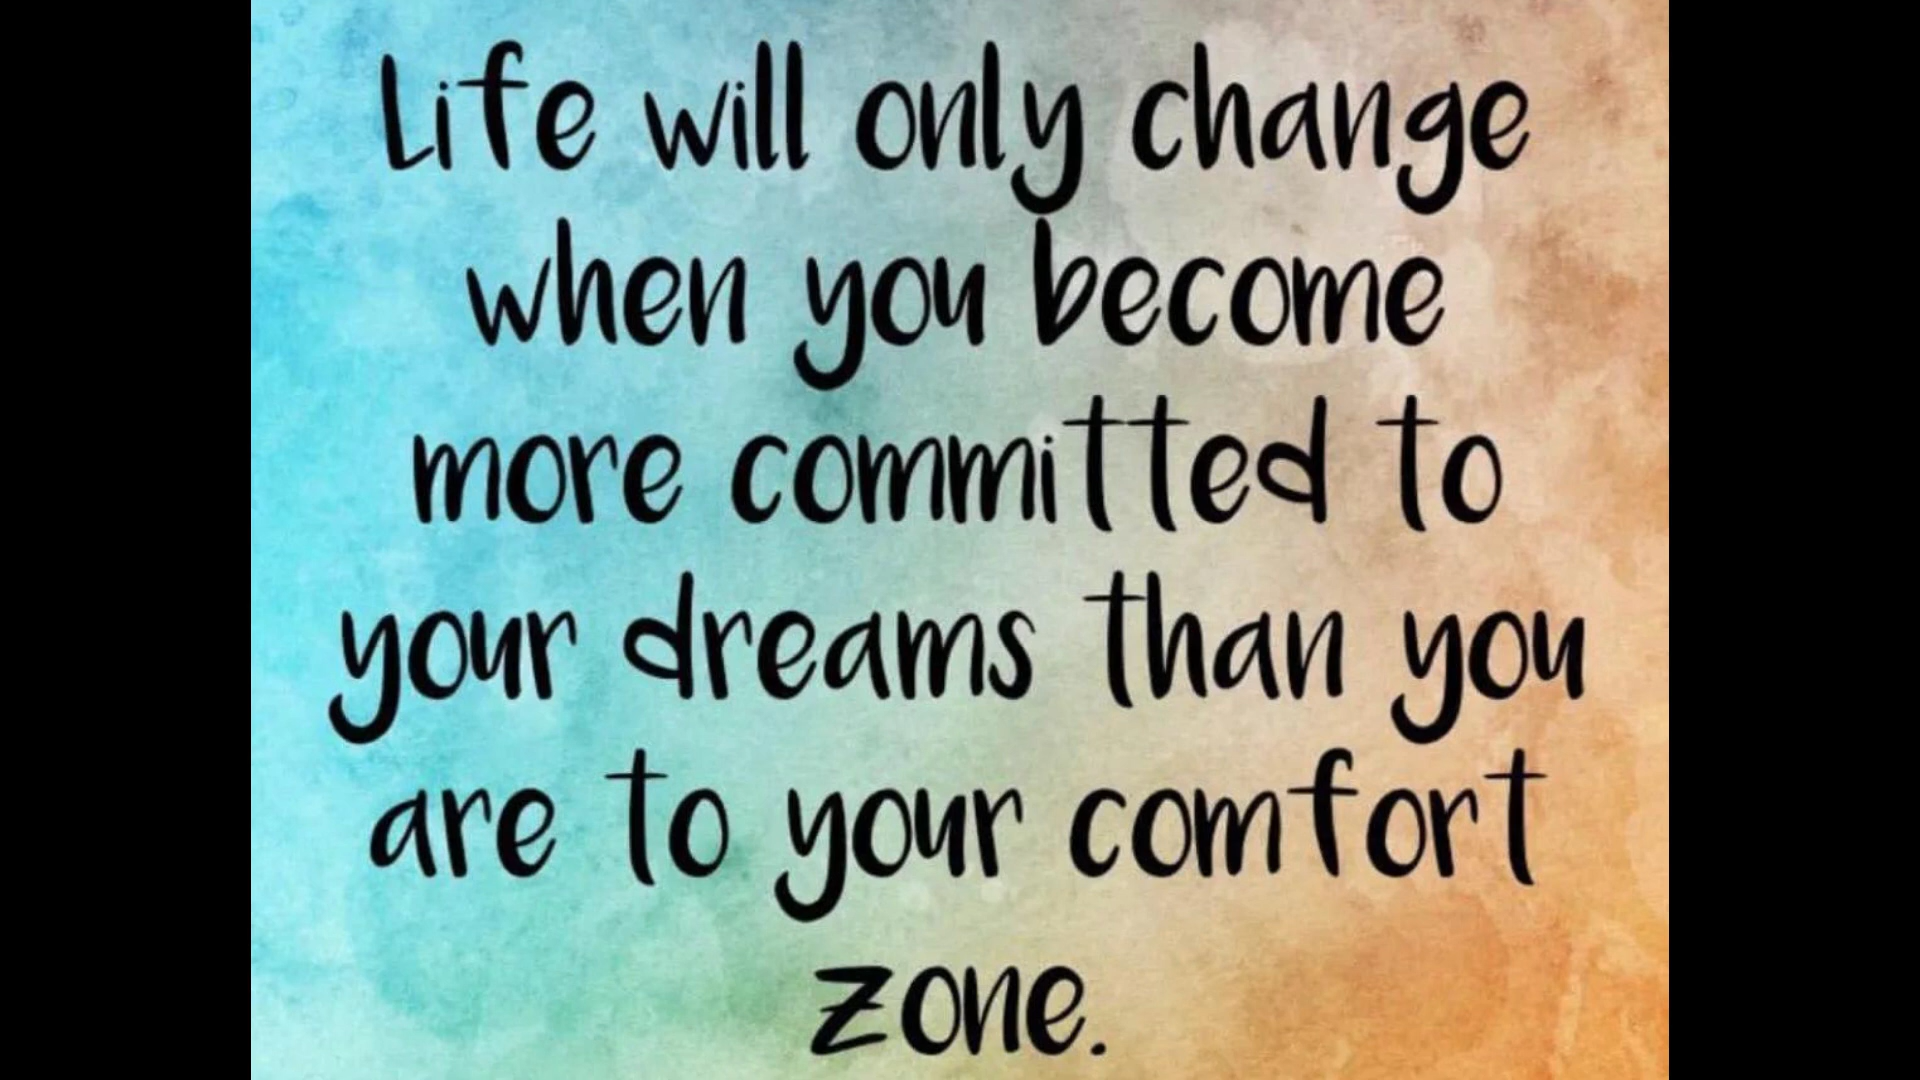 Life will only change
when you become
more committed to
your dreams than you
are to your comfort
zone.